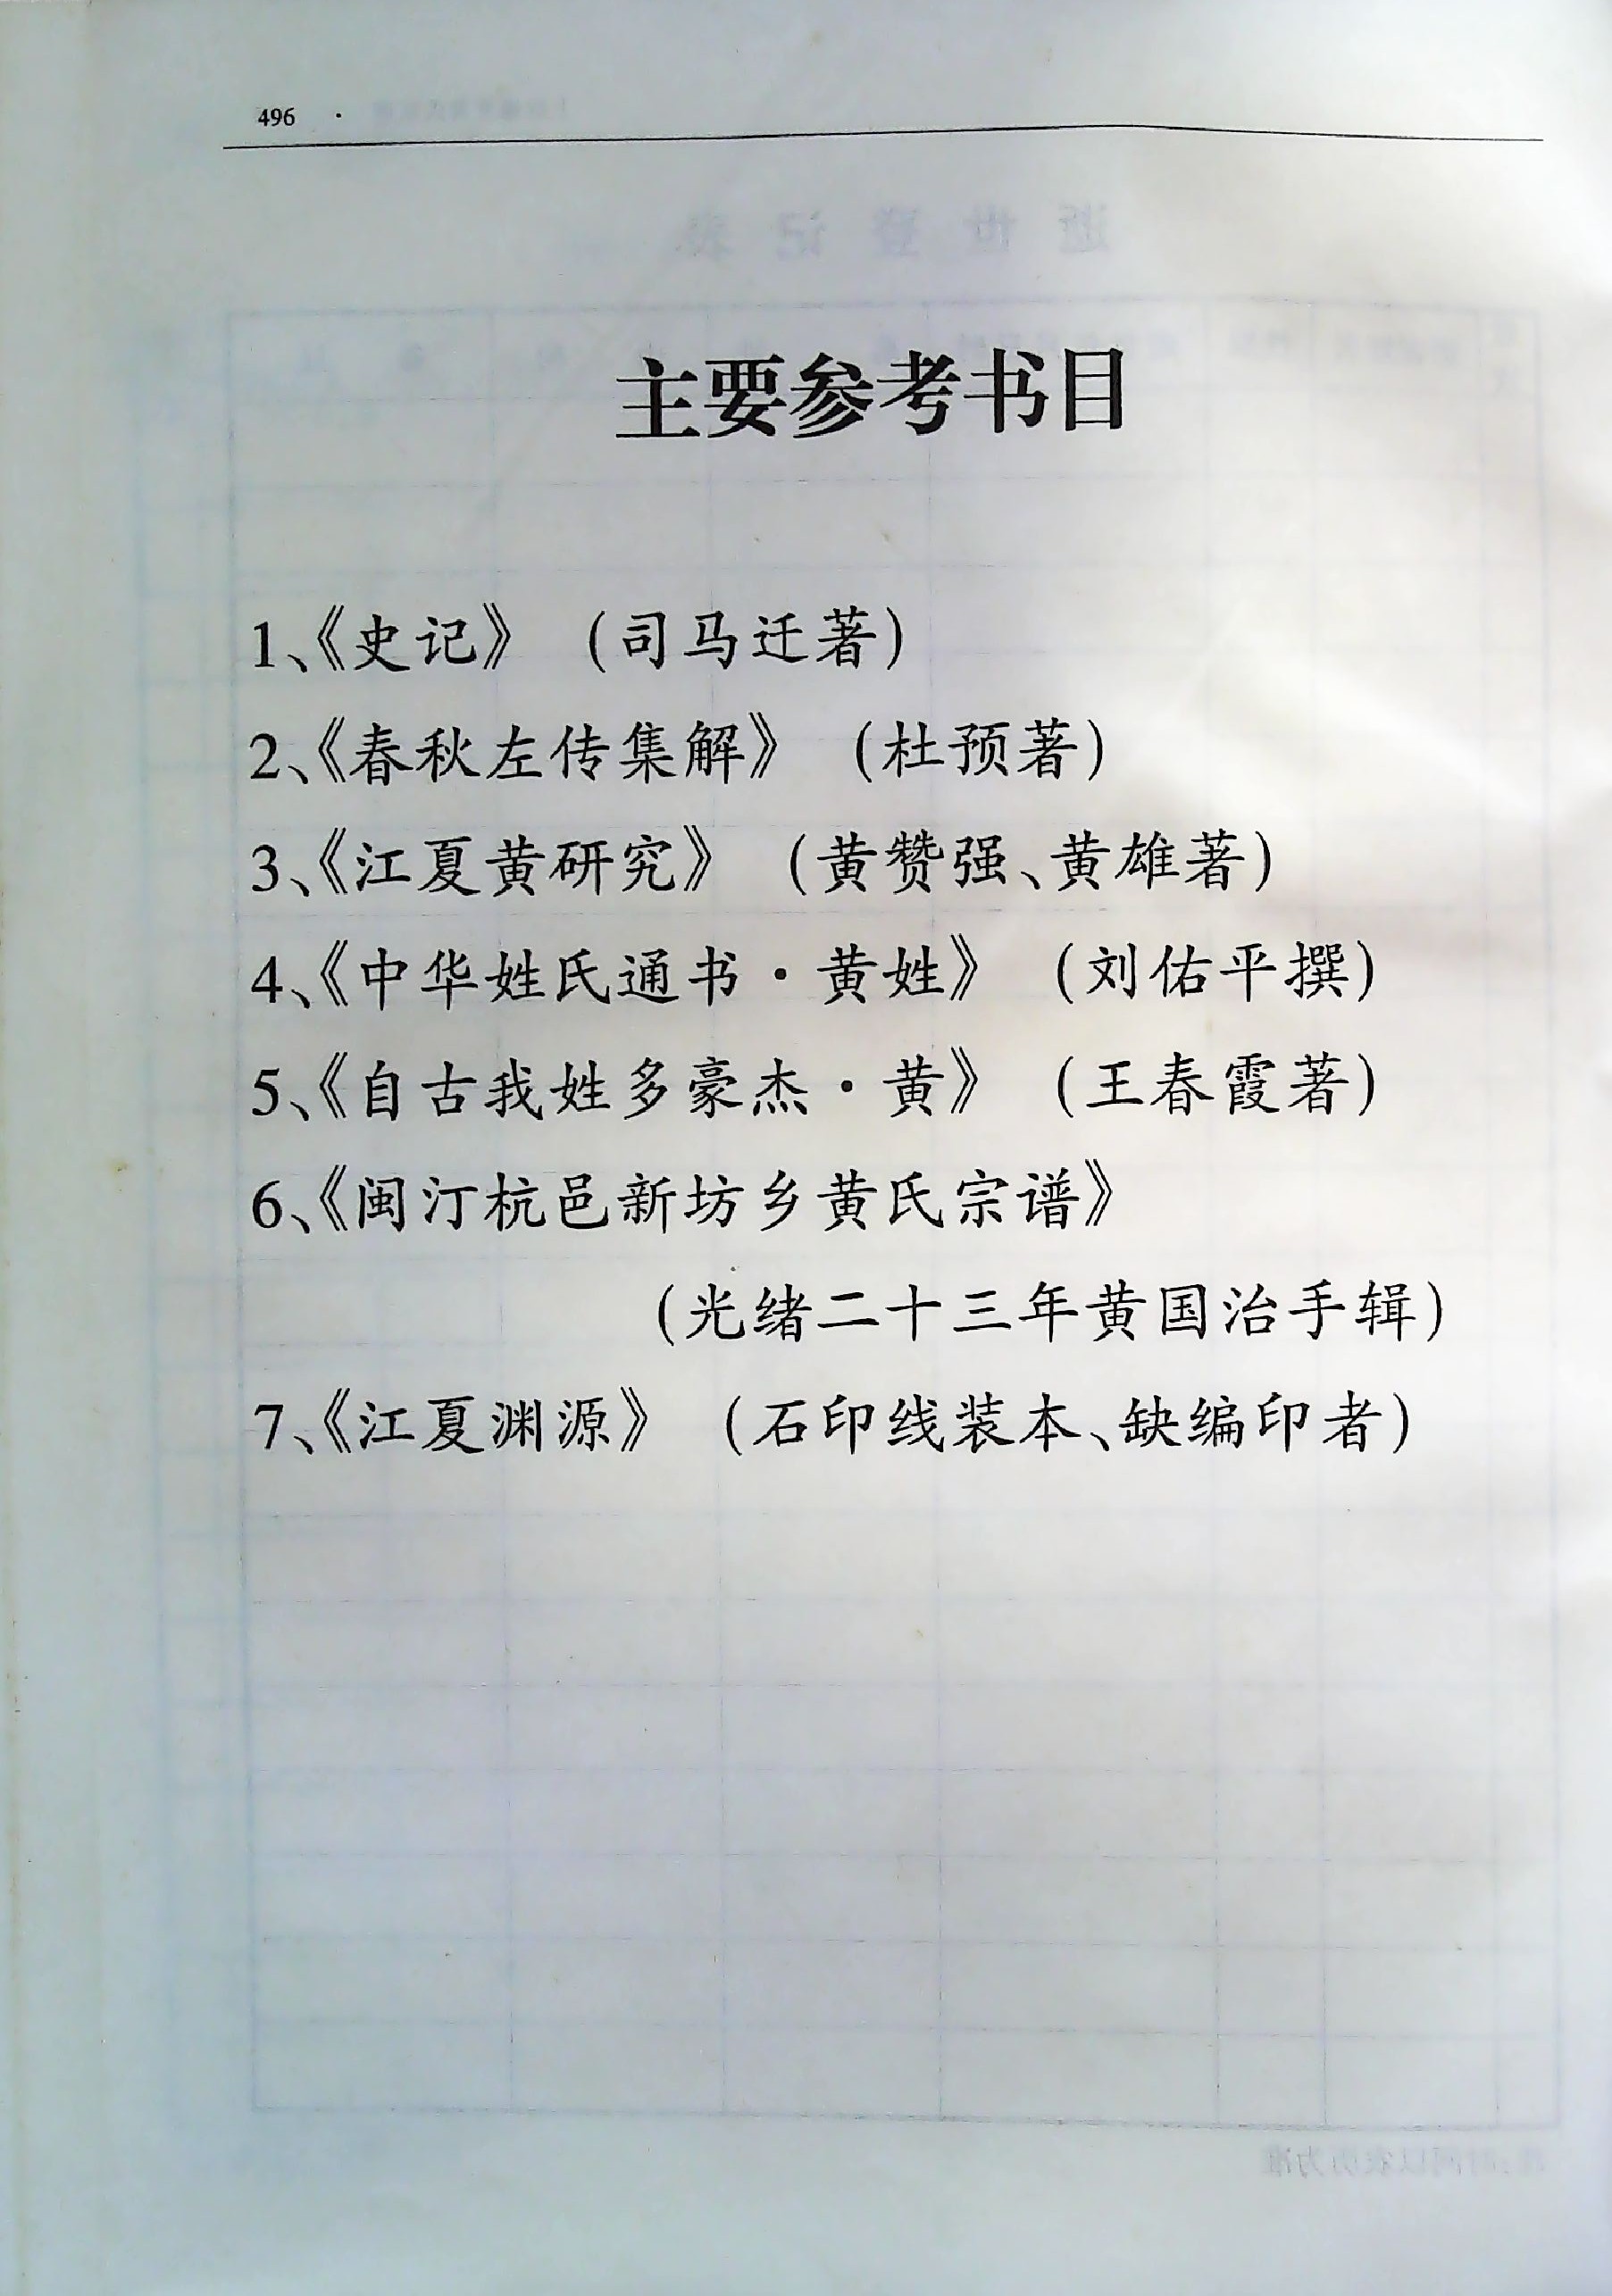 496 ·
主要参考书目
1、《史记》 (司马迁著)
2、《春秋左传集解》 (杜预著)
3、《江夏黄研究》 (黄赞强、黄雄著)
4、《中华姓氏通书·黄姓》 (刘佑平撰)
5、《自古我姓多豪杰·黄》 (王春霞著)
6、《闽汀杭邑新坊乡黄氏宗谱》
(光绪二十三年黄国治手辑)
7、《江夏渊源》 (石印线装本、缺编印者)